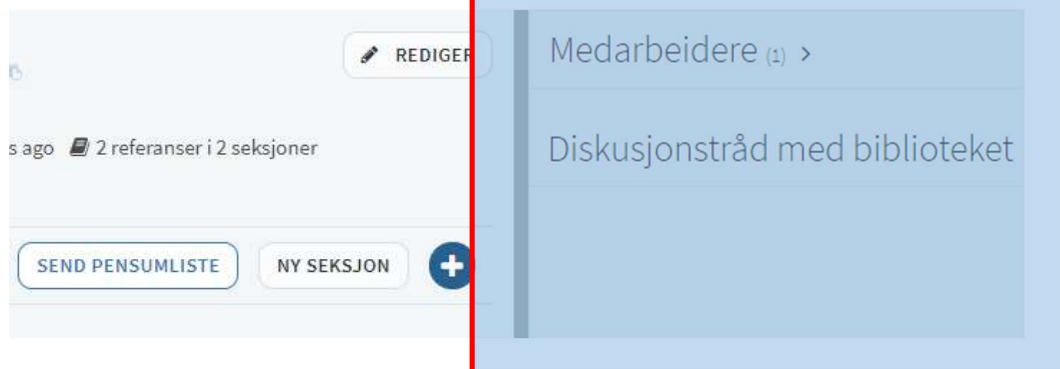 REDIGER
Medarbeidere (1) >
s ago 2 referanser i 2 seksjoner
Diskusjonstråd med biblioteket
SEND PENSUMLISTE NY SEKSJON